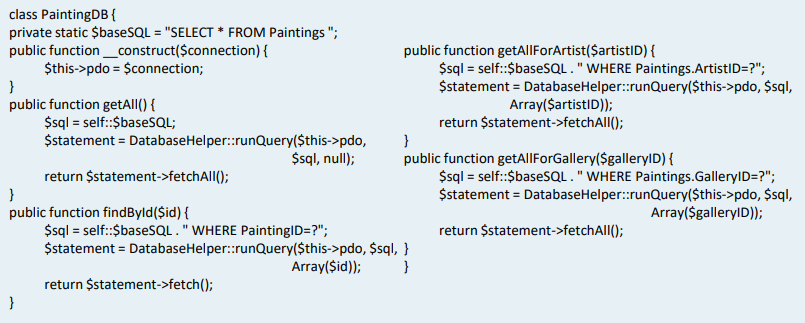 class PaintingDB {
private static $baseSQL = "SELECT * FROM Paintings ";
public function __construct($connection) {
$this->pdo = $connection;
}
public function getAll() {
$sql = self::$baseSQL;
$statement = DatabaseHelper::runQuery($this->pdo,
$sql, null);
return $statement->fetchAll();
}
public function findById($id) {
$sql = self::$baseSQL . " WHERE PaintingID=?";
$statement = DatabaseHelper::runQuery($this->pdo, $sql,
Array($id));
return $statement->fetch();
}
public function getAllForArtist($artistID) {
$sql = self::$baseSQL . " WHERE Paintings.ArtistID=?";
$statement = DatabaseHelper::runQuery($this->pdo, $sql,
Array($artistID));
return $statement->fetchAll();
}
public function getAllForGallery($galleryID) {
$sql = self::$baseSQL . " WHERE Paintings.GalleryID=?";
$statement = DatabaseHelper::runQuery($this->pdo, $sql,
Array($galleryID));
return $statement->fetchAll();
}
}